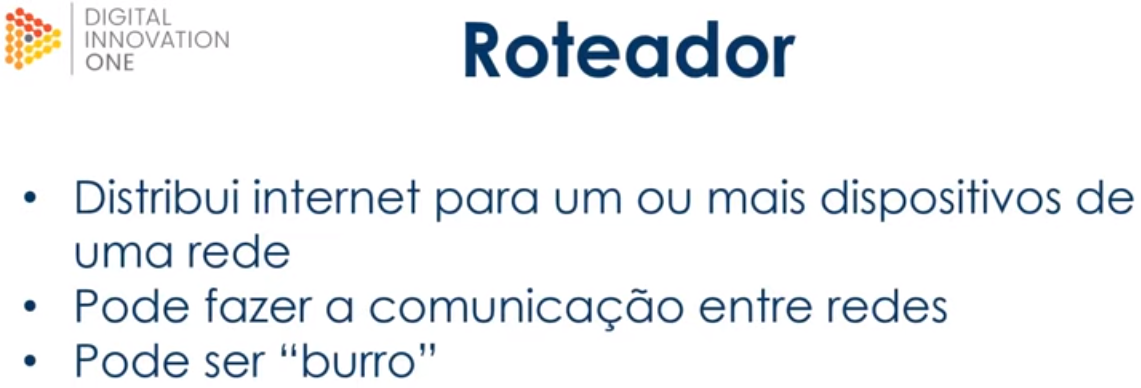 DIGITAL
INNOVATION
ONE
Roteador
• Distribui internet para um ou mais dispositivos de
uma rede
• Pode fazer a comunicação entre redes
• Pode ser “burro”